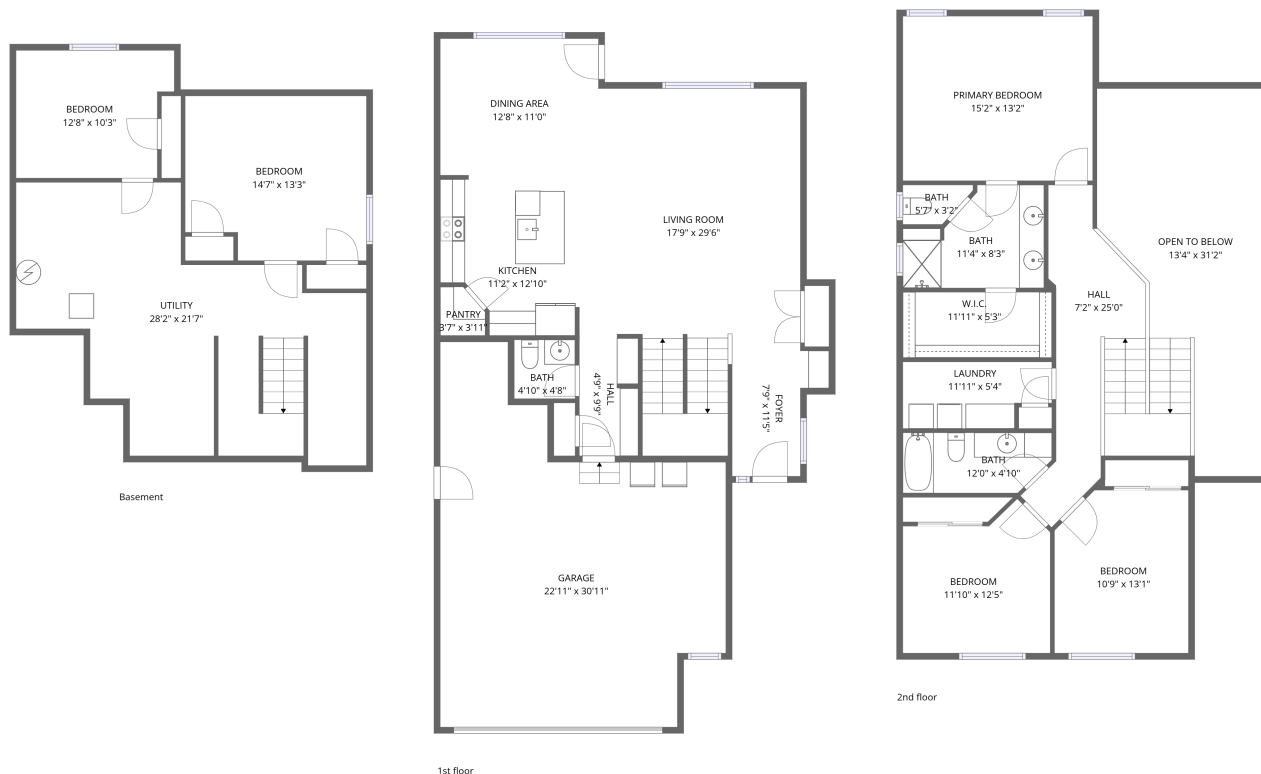 BEDROOM
12'8" x 10'3"
BEDROOM
14'7" x 13'3"
UTILITY
28'2" x 21'7"
Basement
DINING AREA
12'8" x 11'0"
LIVING ROOM
17'9" x 29'6"
KITCHEN
11'2" x 12'10"
PANTRY
3'7" x 3'11"
BATH
4'10" x 4'8"
HALL
4'9" x 9'9"
FOYER
7'9" x 11'5"
GARAGE
22'11" x 30'11"
1st floor
PRIMARY BEDROOM
15'2" x 13'2"
BATH
5'7" x 3'2"
BATH
11'4" x 8'3"
OPEN TO BELOW
13'4" x 31'2"
W.I.C.
11'11" x 5'3"
HALL
7'2" x 25'0"
LAUNDRY
11'11" x 5'4"
BATH
12'0" x 4'10"
BEDROOM
11'10" x 12'5"
BEDROOM
10'9" x 13'1"
2nd floor